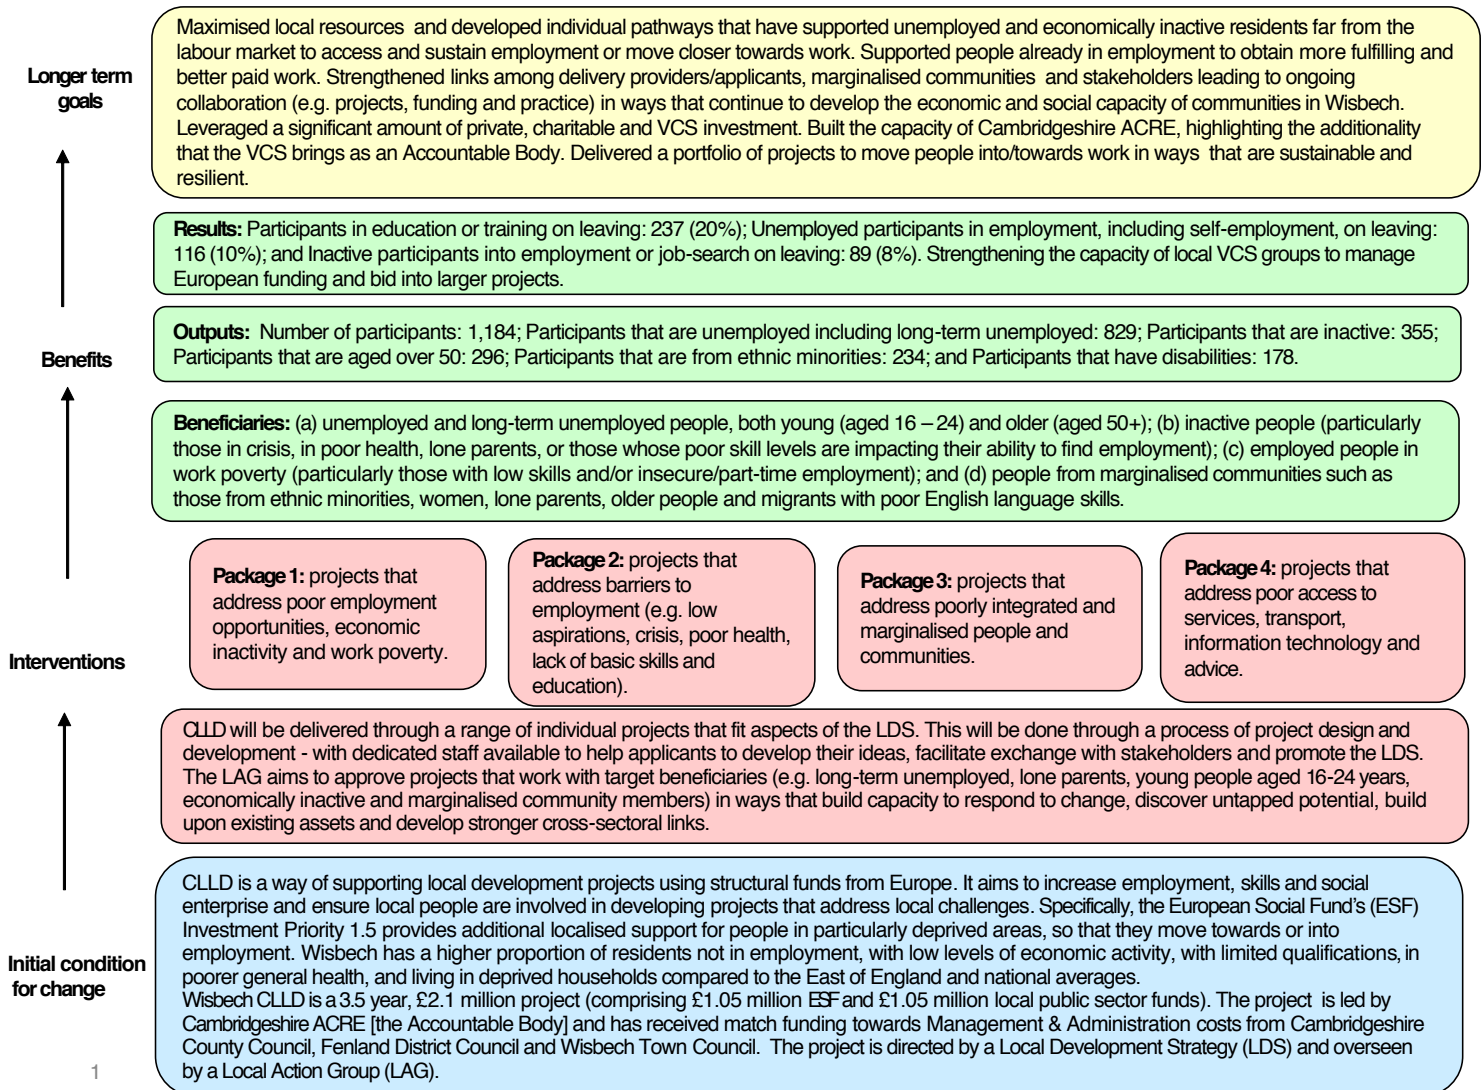 Longer term
goals
Maximised local resources and developed individual pathways that have supported unemployed and economically inactive residents far from the
labour market to access and sustain employment or move closer towards work. Supported people already in employment to obtain more fulfilling and
better paid work. Strengthened links among delivery providers/applicants, marginalised communities and stakeholders leading to ongoing
collaboration (e.g. projects, funding and practice) in ways that continue to develop the economic and social capacity of communities in Wisbech.
Leveraged a significant amount of private, charitable and VCS investment. Built the capacity of Cambridgeshire ACRE, highlighting the additionality
that the VCS brings as an Accountable Body. Delivered a portfolio of projects to move people into/towards work in ways that are sustainable and
resilient.
Results: Participants in education or training on leaving: 237 (20%); Unemployed participants in employment, including self-employment, on leaving:
116 (10%); and Inactive participants into employment or job-search on leaving: 89 (8%). Strengthening the capacity of local VCS groups to manage
European funding and bid into larger projects.
Benefits
Outputs: Number of participants: 1,184; Participants that are unemployed including long-term unemployed: 829; Participants that are inactive: 355;
Participants that are aged over 50: 296; Participants that are from ethnic minorities: 234; and Participants that have disabilities: 178.
Beneficiaries: (a) unemployed and long-term unemployed people, both young (aged 16 – 24) and older (aged 50+); (b) inactive people (particularly
those in crisis, in poor health, lone parents, or those whose poor skill levels are impacting their ability to find employment); (c) employed people in
work poverty (particularly those with low skills and/or insecure/part-time employment); and (d) people from marginalised communities such as
those from ethnic minorities, women, lone parents, older people and migrants with poor English language skills.
Interventions
Package 1: projects that
address poor employment
opportunities, economic
inactivity and work poverty.
Package 2: projects that
address barriers to
employment (e.g. low
aspirations, crisis, poor health,
lack of basic skills and
education).
Package 3: projects that
address poorly integrated and
marginalised people and
communities.
Package 4: projects that
address poor access to
services, transport,
information technology and
advice.
CLLD will be delivered through a range of individual projects that fit aspects of the LDS. This will be done through a process of project design and
development - with dedicated staff available to help applicants to develop their ideas, facilitate exchange with stakeholders and promote the LDS.
The LAG aims to approve projects that work with target beneficiaries (e.g. long-term unemployed, lone parents, young people aged 16-24 years,
economically inactive and marginalised community members) in ways that build capacity to respond to change, discover untapped potential, build
upon existing assets and develop stronger cross-sectoral links.
Initial condition
for change
CLLD is a way of supporting local development projects using structural funds from Europe. It aims to increase employment, skills and social
enterprise and ensure local people are involved in developing projects that address local challenges. Specifically, the European Social Fund's (ESF)
Investment Priority 1.5 provides additional localised support for people in particularly deprived areas, so that they move towards or into
employment. Wisbech has a higher proportion of residents not in employment, with low levels of economic activity, with limited qualifications, in
poorer general health, and living in deprived households compared to the East of England and national averages.
Wisbech CLLD is a 3.5 year, £2.1 million project (comprising £1.05 million ESF and £1.05 million local public sector funds). The project is led by
Cambridgeshire ACRE [the Accountable Body] and has received match funding towards Management & Administration costs from Cambridgeshire
County Council, Fenland District Council and Wisbech Town Council. The project is directed by a Local Development Strategy (LDS) and overseen
by a Local Action Group (LAG).
1